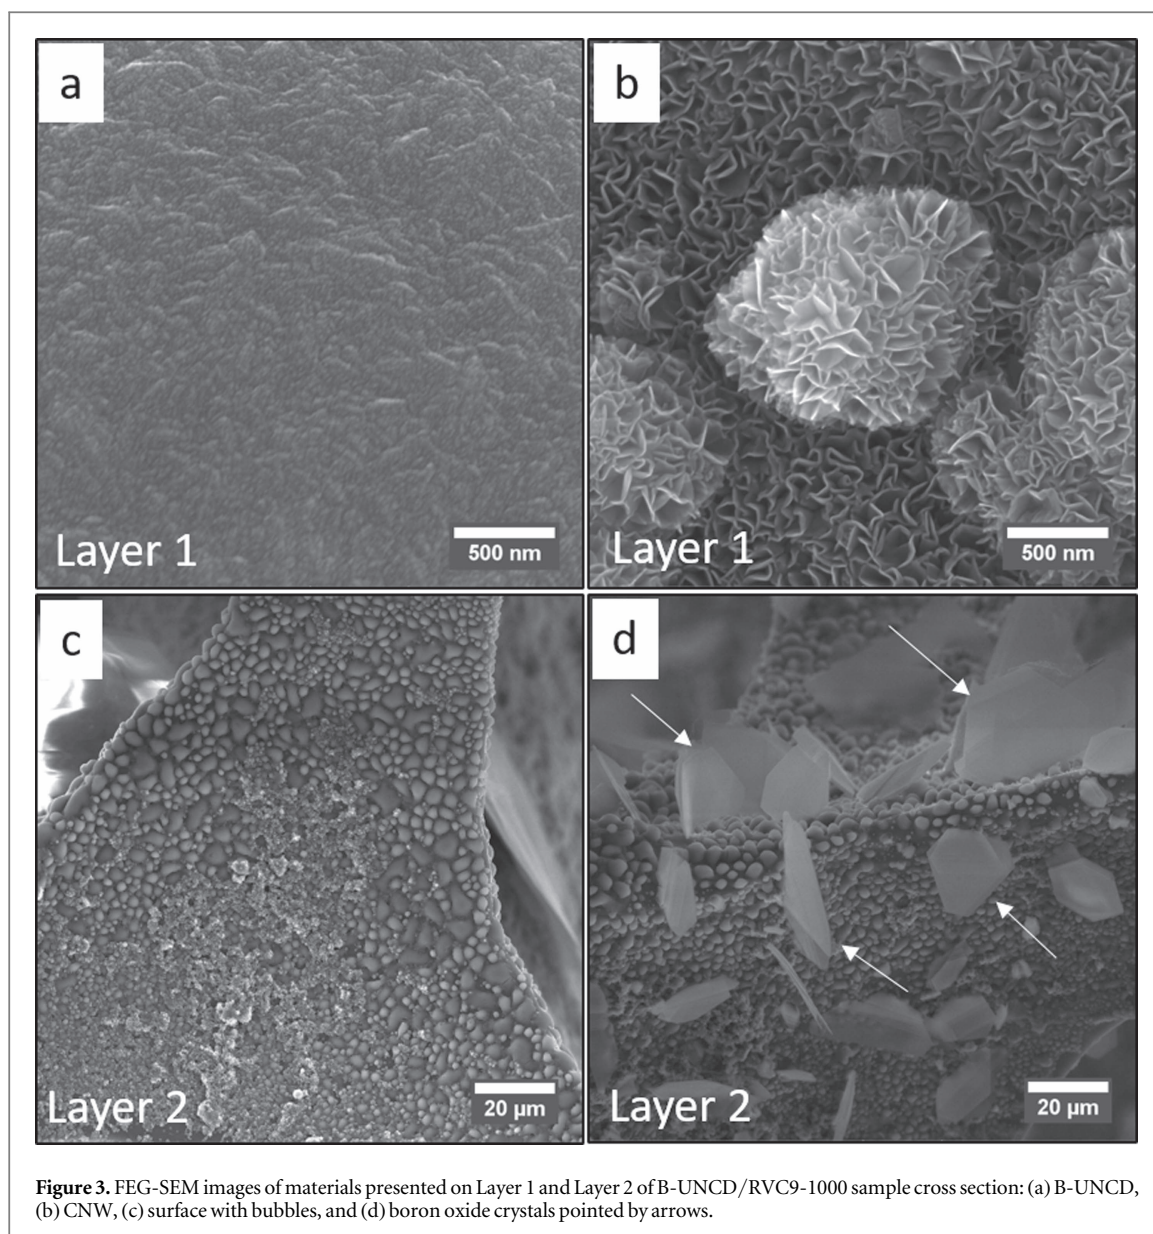 a
b
Layer 1
500 nm
Layer 1
500 nm
c
d
Layer 2
20 µm
Layer 2
20 µm
Figure 3. FEG-SEM images of materials presented on Layer 1 and Layer 2 of B-UNCD/RVC9-1000 sample cross section: (a) B-UNCD,
(b) CNW, (c) surface with bubbles, and (d) boron oxide crystals pointed by arrows.